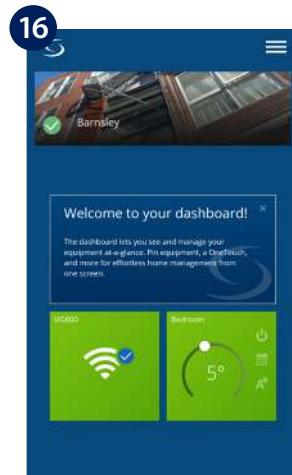 16
Barnsley
Welcome to your dashboard! ×
The dashboard lets you see and manage your
equipment at-a-glance. Pin equipment, a OneTouch,
and more for effortless home management from
one screen.
UG600
Bedroom
5°